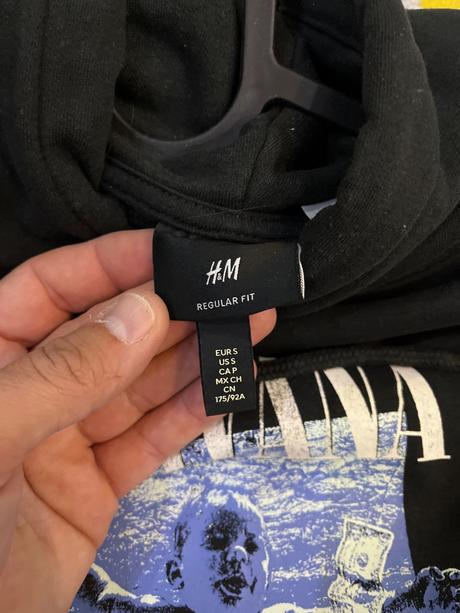 H&M
REGULAR FIT
EUR S
US S
CA P
MX CH
CN
175/92A